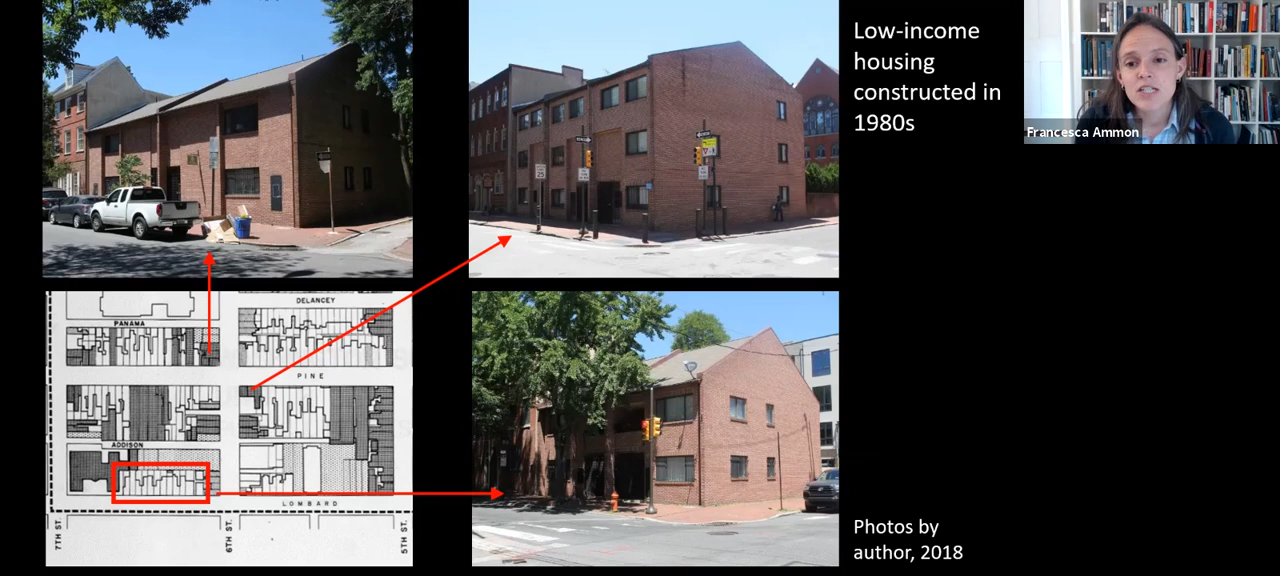 Low-income
housing
constructed in
1980s
Francesca Ammon
DELANCEY
PANAMA
PINE
ADDISON
LOMBARD
7TH ST.
6TH ST.
5TH ST.
Photos by
author, 2018